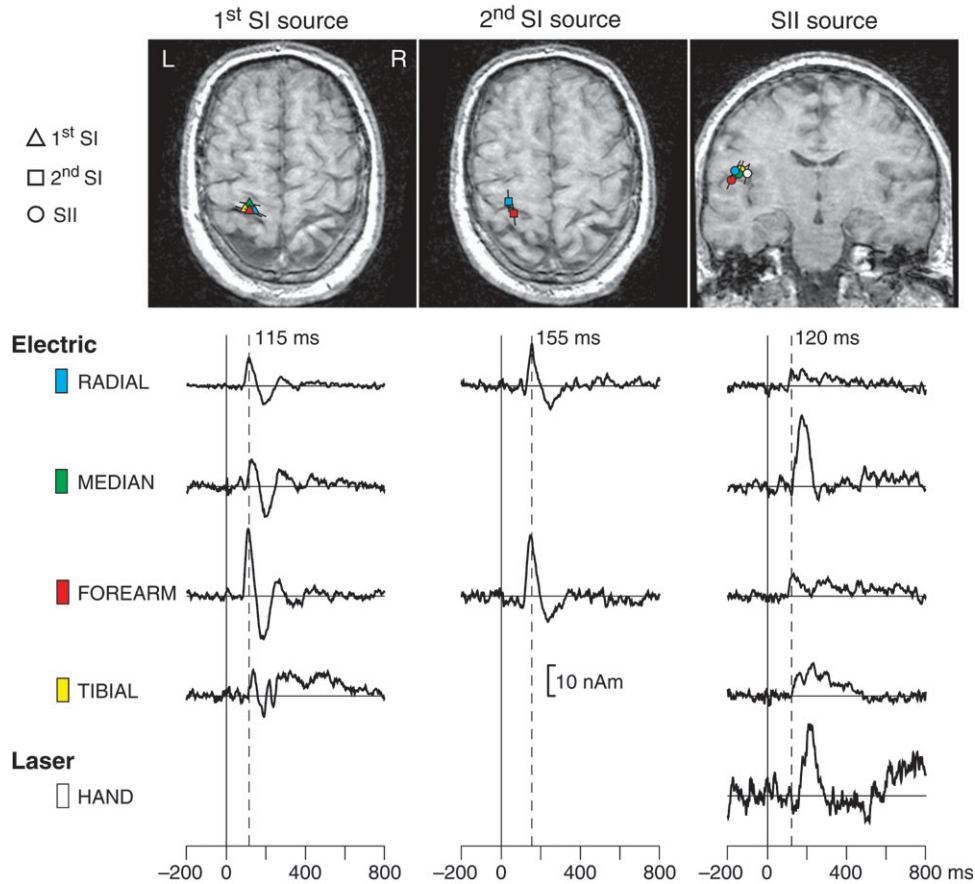 1st SI source
2nd SI source
SII source
L
R
1st SI
2nd SI
SII
Electric
115 ms
155 ms
120 ms
RADIAL
MEDIAN
FOREARM
TIBIAL
10 nAm
Laser
HAND
−200 0 200 400 600 800
−200 0 200 400 600 800
−200 0 200 400 600 800 ms